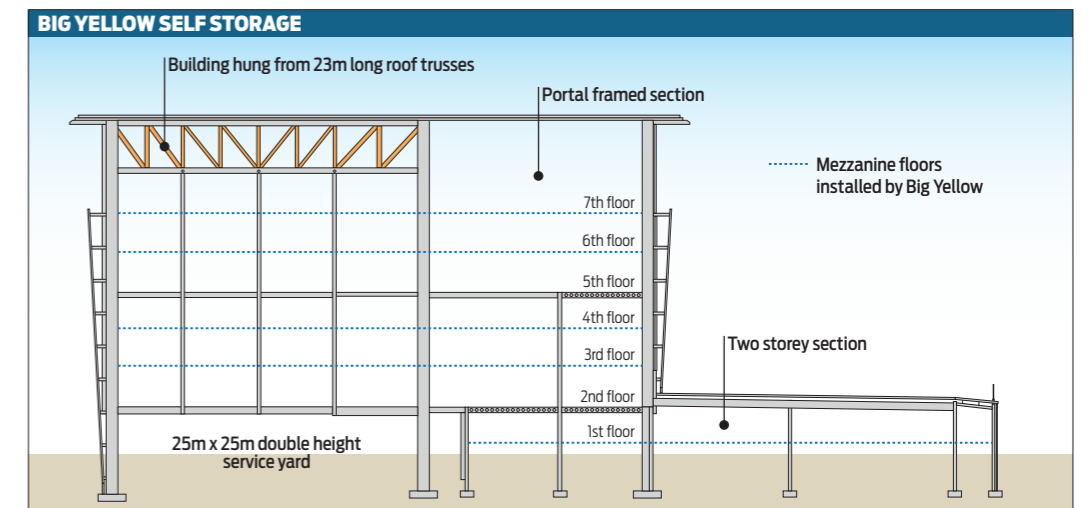 BIG YELLOW SELF STORAGE
Building hung from 23m long roof trusses
Portal framed section
Mezzanine floors
installed by Big Yellow
7th floor
6th floor
5th floor
4th floor
3rd floor
Two storey section
2nd floor
1st floor
25m x 25m double height
service yard